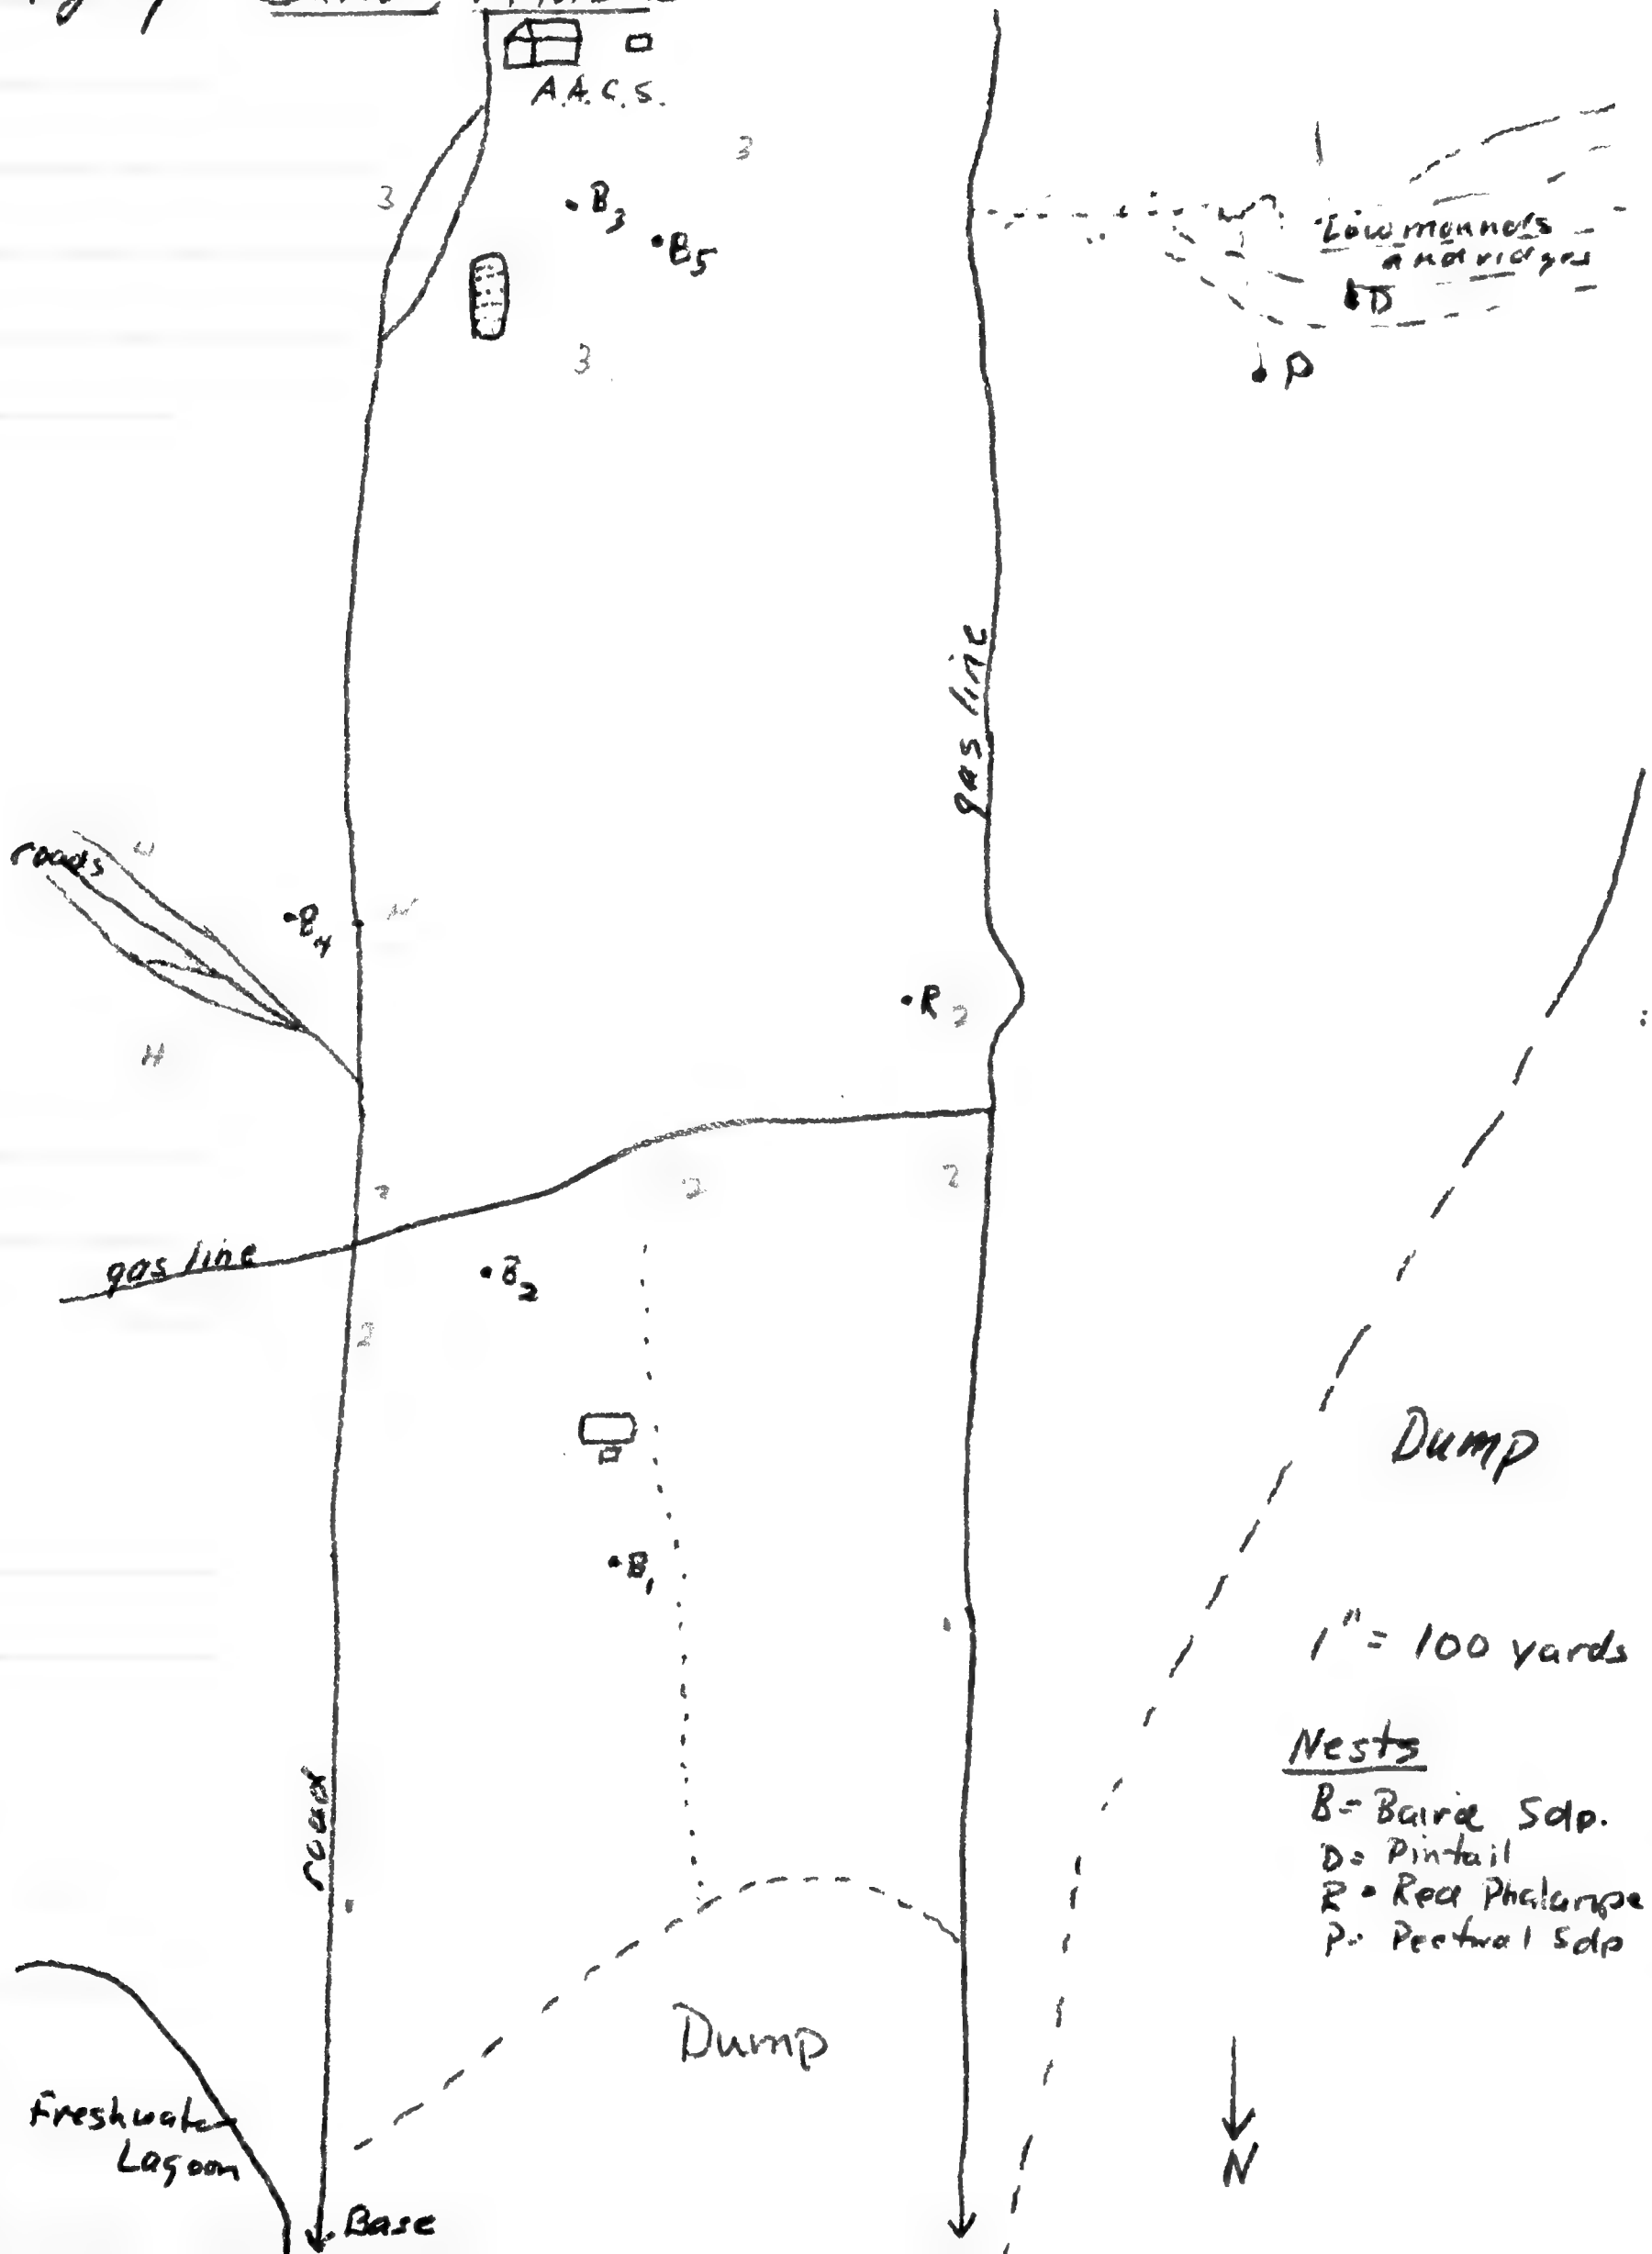 A.A.C.S.
3
3
B3
B5
3
Low mounds
and ridges
D
P
gas line
roads
B4
R
2
H
2
2
gas line
B2
2
Dump
B1
1" = 100 yards
Nests
B = Baird Sdp.
D = Pintail
R = Red Phalarope
P = Pectoral Sdp
road
Dump
Freshwater
Lagoon
N
Base